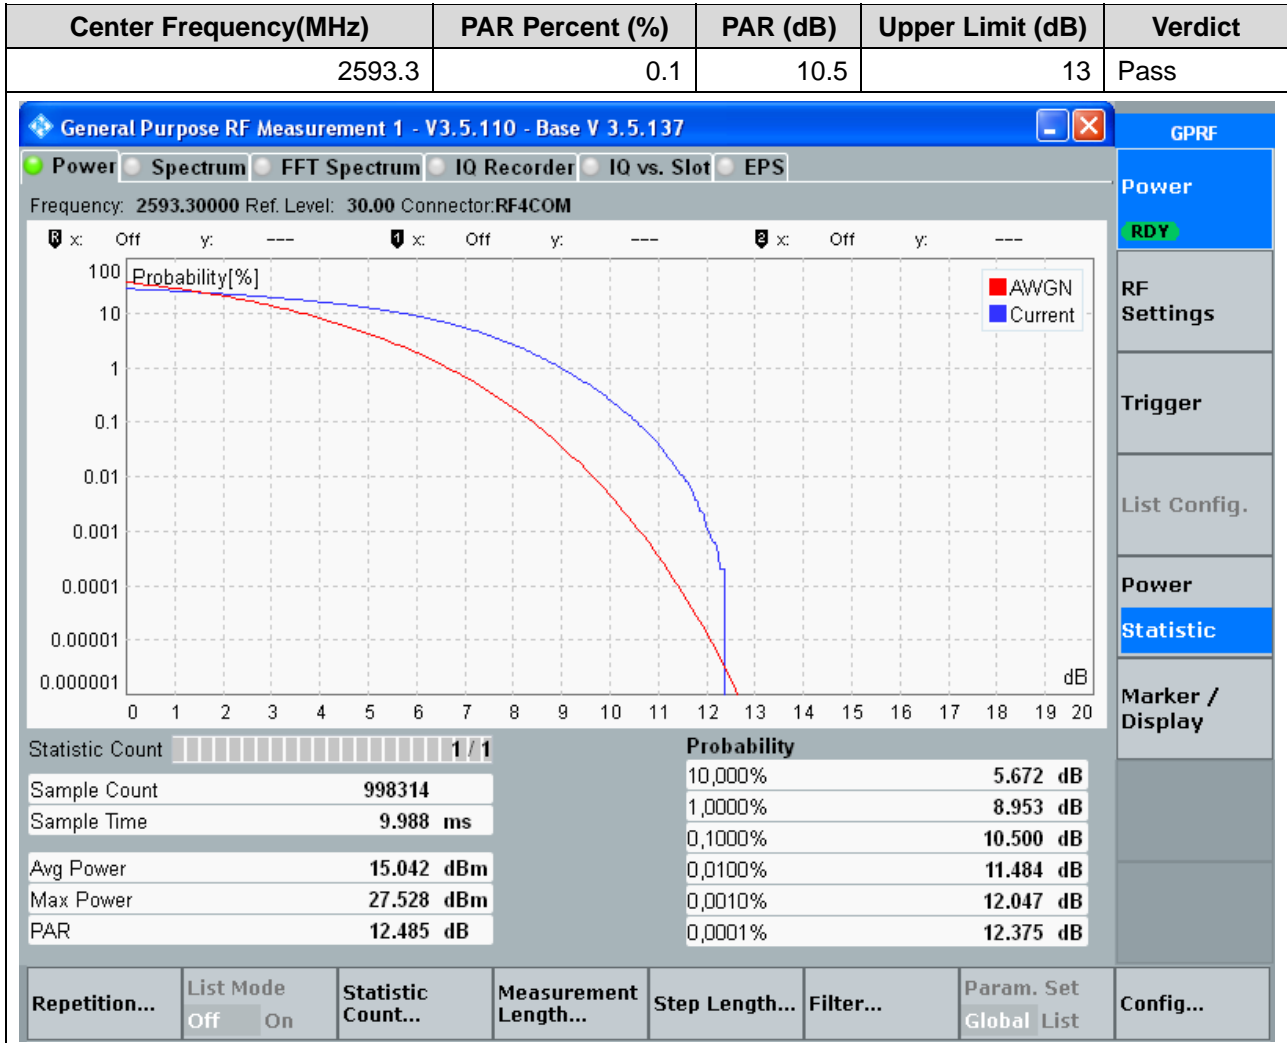 Center Frequency(MHz) PAR Percent (%) PAR (dB) Upper Limit (dB) Verdict
2593.3 0.1 10.5 13 Pass
General Purpose RF Measurement 1 - V3.5.110 - Base V 3.5.137
GPRF
Power Spectrum FFT Spectrum IQ Recorder IQ vs. Slot EPS
Frequency: 2593.30000 Ref. Level: 30.00 Connector:RF4COM
R x: Off y: --- 1 x: Off y: --- 2 x: Off y: ---
Probability[%]
100
10
1
0.1
0.01
0.001
0.0001
0.00001
0.000001
AWGN
Current
dB
0 1 2 3 4 5 6 7 8 9 10 11 12 13 14 15 16 17 18 19 20
Power
RDY
RF
Settings
Trigger
List Config.
Power
Statistic
Marker /
Display
Statistic Count 1 / 1
Sample Count 998314
Sample Time 9.988 ms
Avg Power 15.042 dBm
Max Power 27.528 dBm
PAR 12.485 dB
Probability
10,000% 5.672 dB
1,0000% 8.953 dB
0,1000% 10.500 dB
0,0100% 11.484 dB
0,0010% 12.047 dB
0,0001% 12.375 dB
Repetition...
List Mode
Off On
Statistic
Count...
Measurement
Length...
Step Length...
Filter...
Param. Set
Global List
Config...